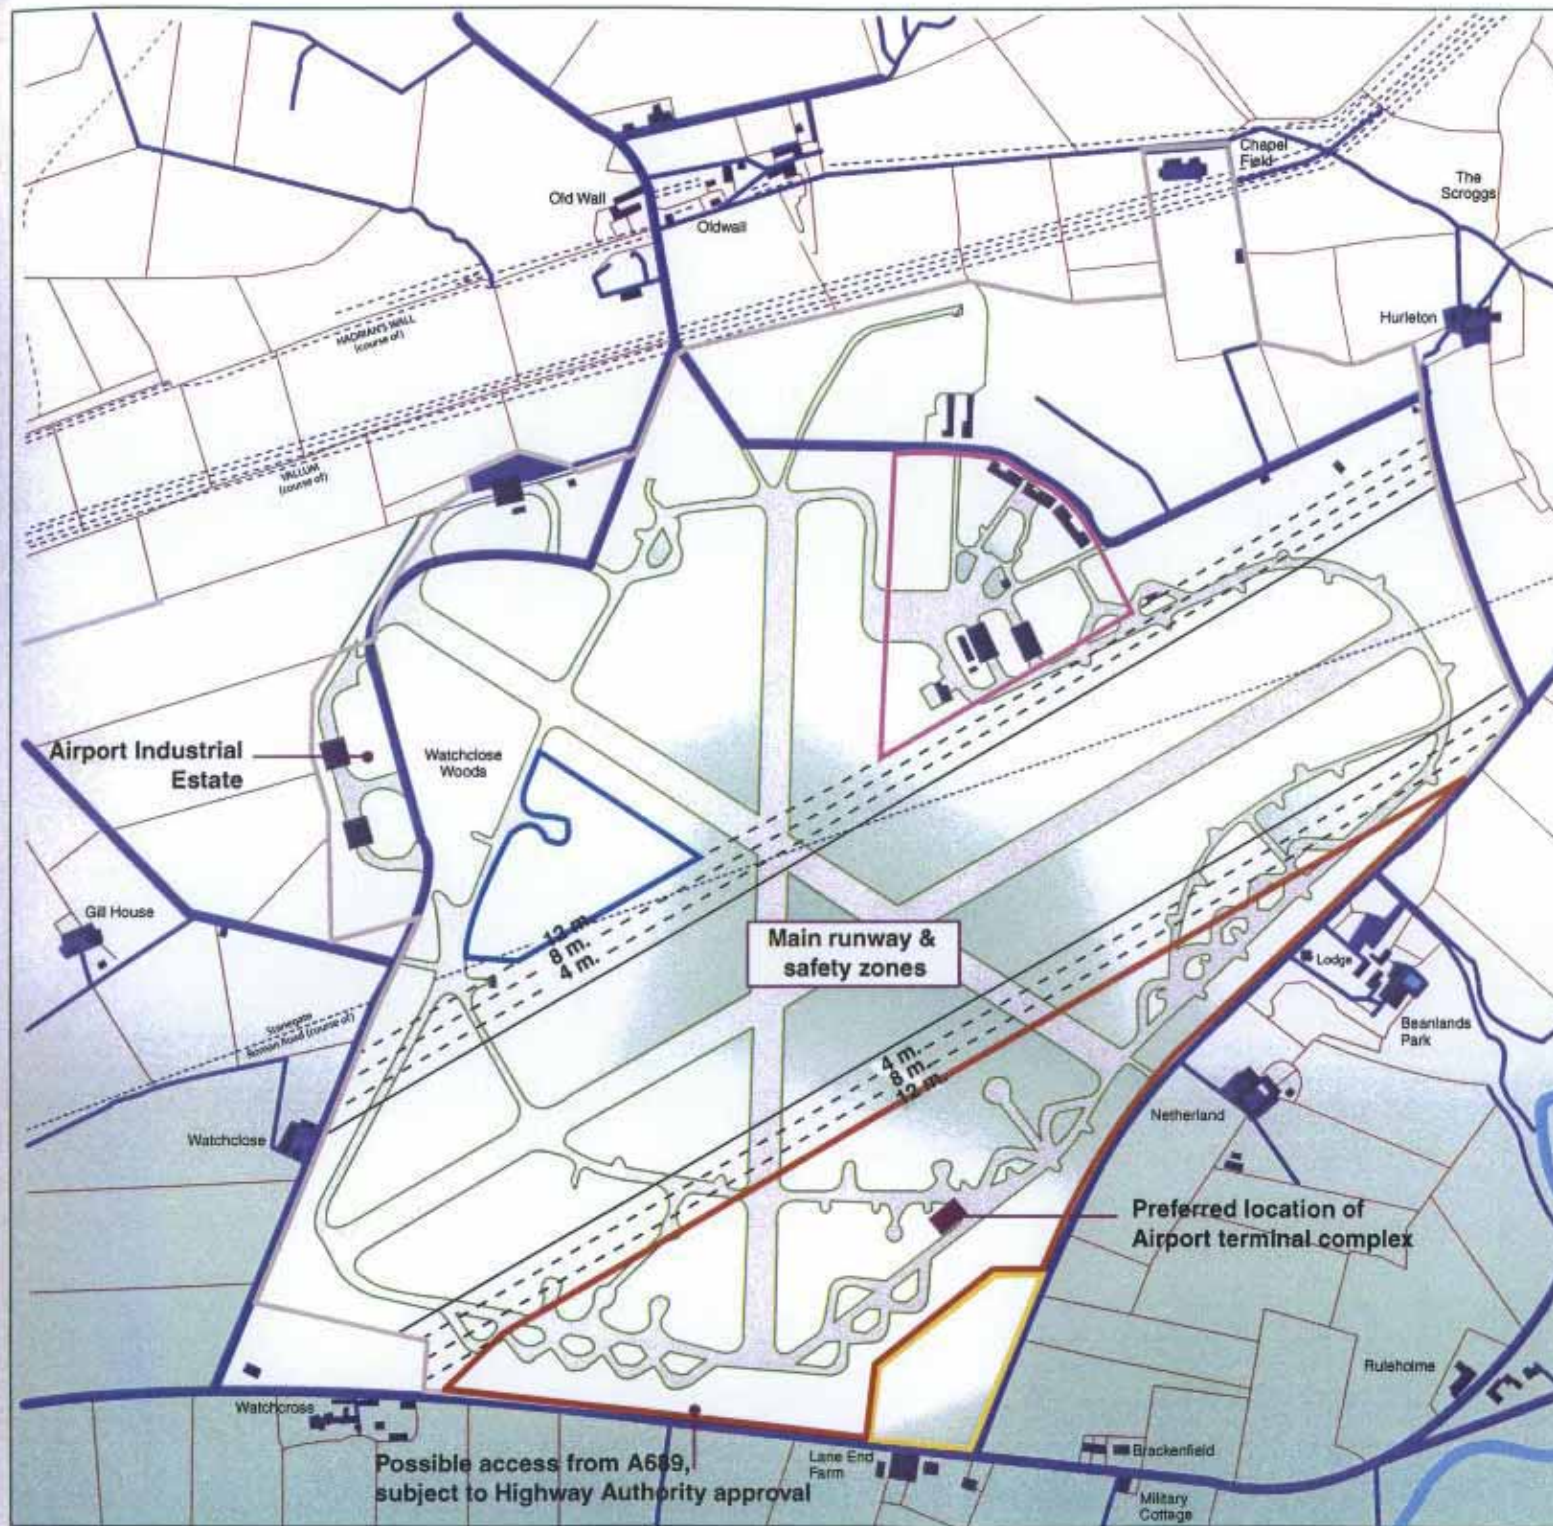 Chapel
Field
The
Scroggs
Old Wall
Oldwall
Hurleton
HADRIAN'S WALL
(course of)
VALLUM
(course of)
Airport Industrial
Estate
Watchclose
Woods
Gill House
12 m.
8 m.
4 m.
Main runway &
safety zones
Lodge
Beanlands
Park
Stanegate
Roman Road (course of)
4 m.
8 m.
12 m.
Netherland
Watchclose
Preferred location of
Airport terminal complex
Ruleholme
Watchcross
Possible access from A689,
subject to Highway Authority approval
Lane End
Farm
Brackenfield
Military
Cottage